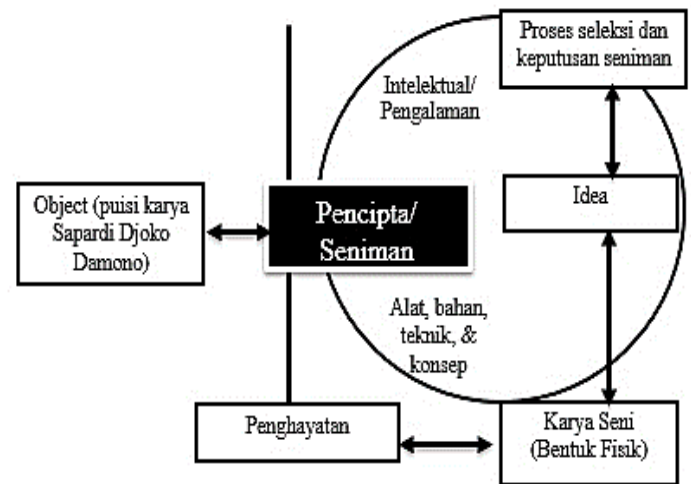 Proses seleksi dan
keputusan seniman
Intelektual/
Pengalaman
Object (puisi karya
Sapardi Djoko
Damono)
Pencipta/
Seniman
Idea
Alat, bahan,
teknik, &
konsep
Penghayatan
Karya Seni
(Bentuk Fisik)